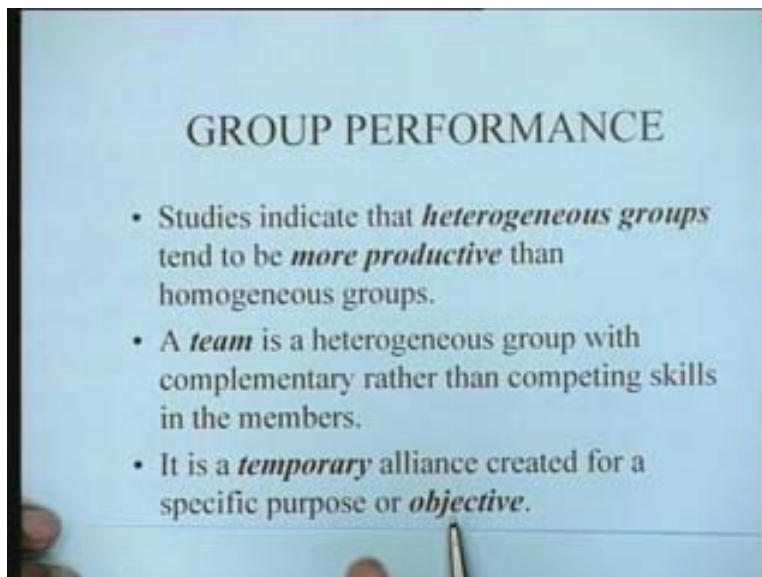 GROUP PERFORMANCE
• Studies indicate that heterogeneous groups
tend to be more productive than
homogeneous groups.
• A team is a heterogeneous group with
complementary rather than competing skills
in the members.
• It is a temporary alliance created for a
specific purpose or objective.